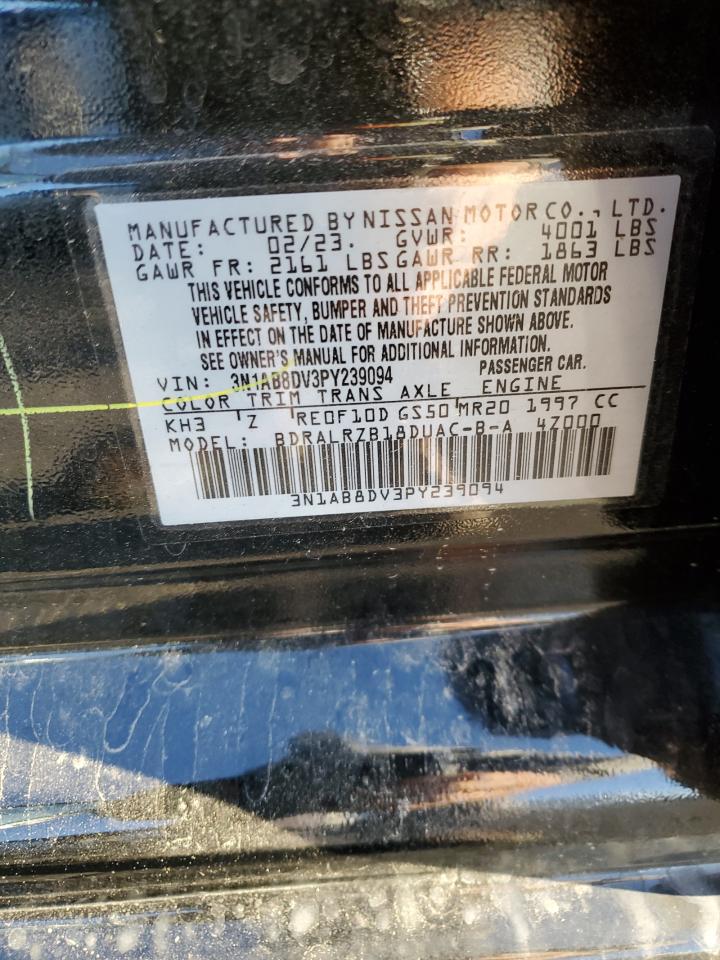 MANUFACTURED BY NISSAN MOTOR CO., LTD.
DATE: 02/23. GVWR: 4001 LBS
GAWR FR: 2161 LBS GAWR RR: 1863 LBS
THIS VEHICLE CONFORMS TO ALL APPLICABLE FEDERAL MOTOR
VEHICLE SAFETY, BUMPER AND THEFT PREVENTION STANDARDS
IN EFFECT ON THE DATE OF MANUFACTURE SHOWN ABOVE.
SEE OWNER'S MANUAL FOR ADDITIONAL INFORMATION.
PASSENGER CAR.
VIN: 3N1AB8DV3PY239094
COLOR TRIM TRANS AXLE ENGINE
KH3 Z RE0F10D GS50 MR20 1997 CC
MODEL: BDRALRZB18DUAC-B-A 4Z000
3N1AB8DV3PY239094